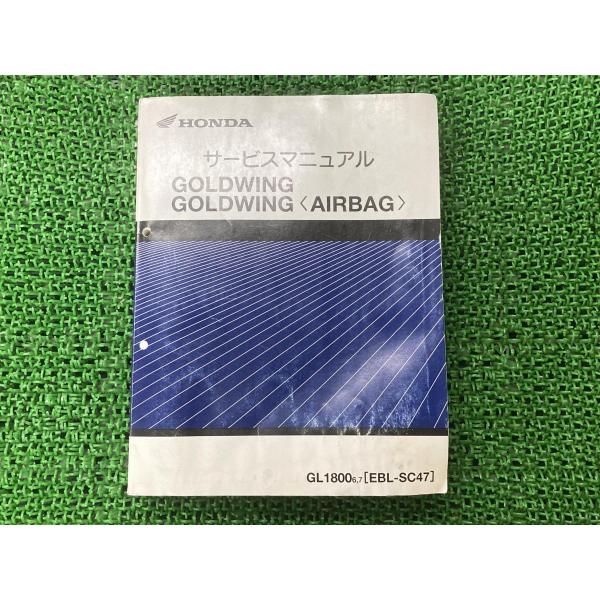 HONDA
サービスマニュアル
GOLDWING
GOLDWING〈AIRBAG〉
GL1800₆,₇[EBL-SC47]